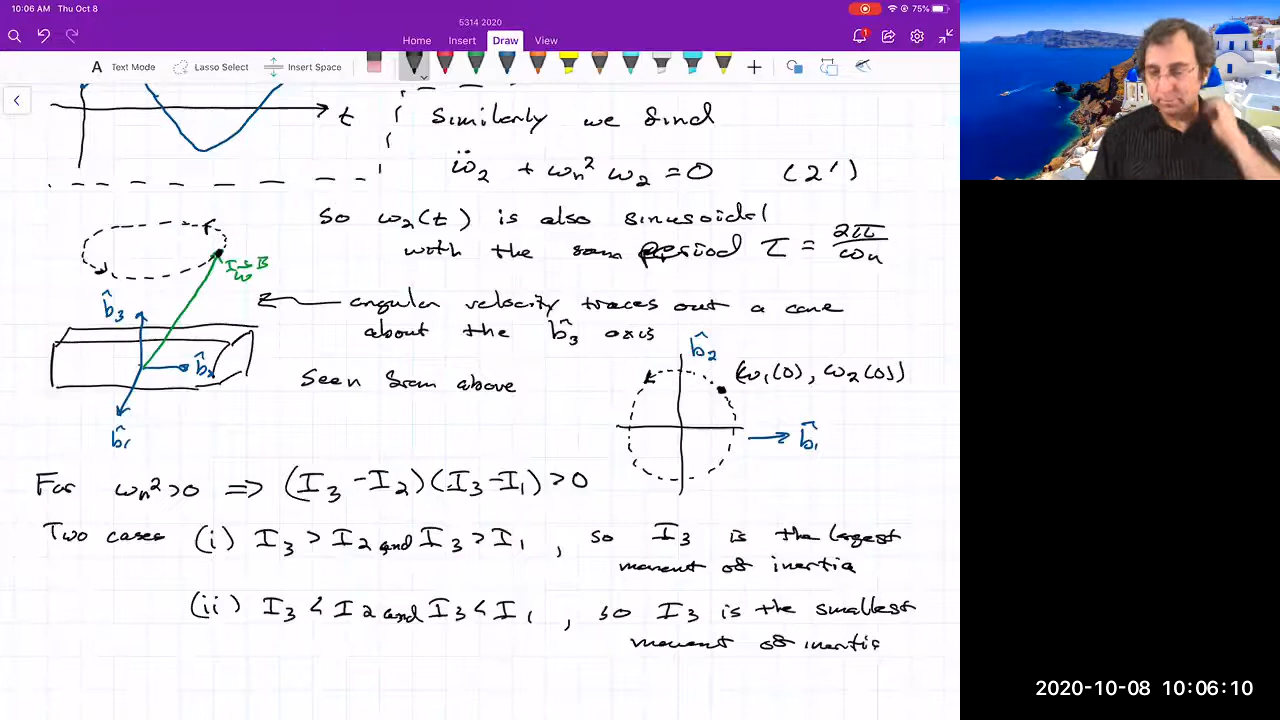 10:06 AM Thu Oct 8
75%
5314 2020
Home Insert Draw View
1
A Text Mode Lasso Select Insert Space
t
Similarly we find
ω̈₂ + ωₙ² ω₂ = 0 (2')
So ω₂(t) is also sinusoidal
with the same period τ = 2π/ωₙ
ᴵω⃗ᴮ
angular velocity traces out a cone
about the b̂₃ axis
b̂₃
b̂₂
b̂₁
Seen from above
b̂₂
(ω₁(0), ω₂(0))
b̂₁
For ωₙ² > 0 ⟹ (I₃ - I₂)(I₃ - I₁) > 0
Two cases (i) I₃ > I₂ and I₃ > I₁ , so I₃ is the largest
moment of inertia
(ii) I₃ < I₂ and I₃ < I₁ , so I₃ is the smallest
moment of inertia
2020-10-08 10:06:10